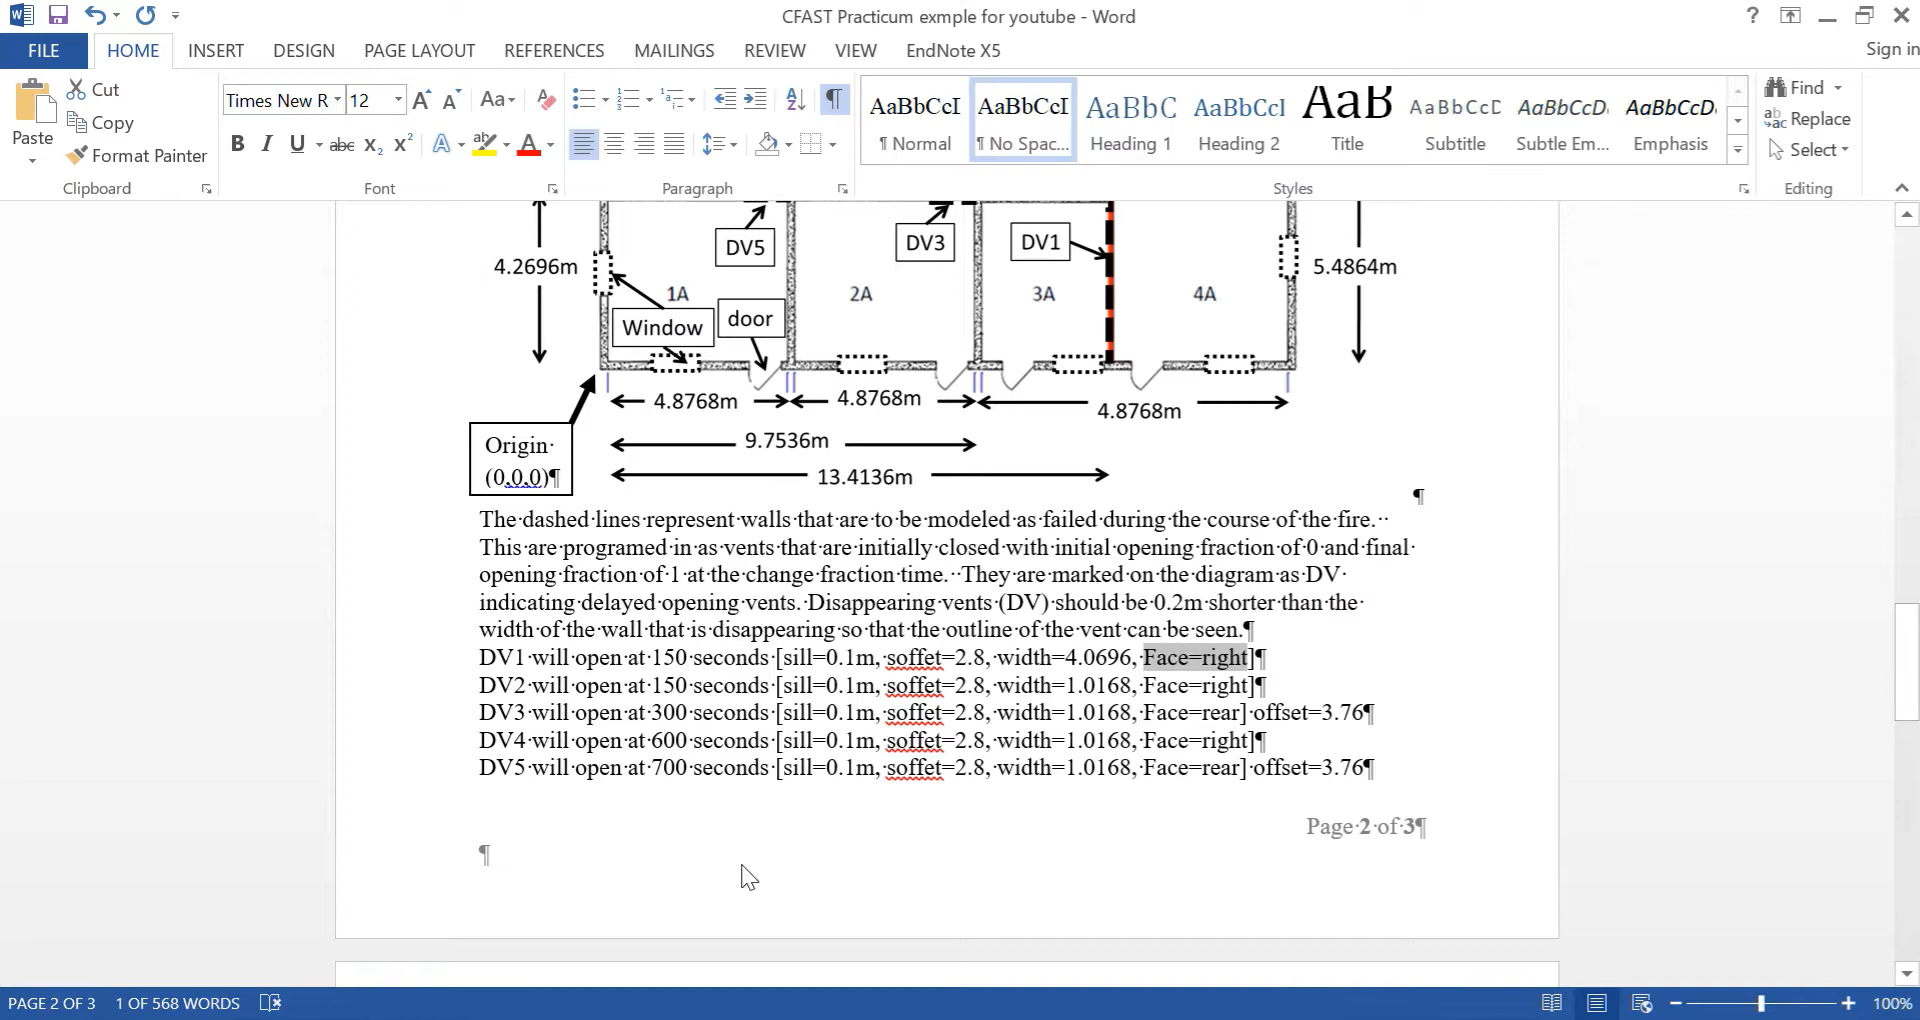 CFAST Practicum exmple for youtube - Word
FILE HOME INSERT DESIGN PAGE LAYOUT REFERENCES MAILINGS REVIEW VIEW EndNote X5 Sign in
Paste Cut Copy Format Painter Clipboard
Times New R 12 Font
Paragraph
AaBbCcI ¶ Normal
AaBbCcI ¶ No Spac...
AaBbC Heading 1
AaBbCcI Heading 2
AaB Title
AaBbCcD Subtitle
AaBbCcD Subtle Em...
AaBbCcD Emphasis
Styles
Find Replace Select Editing
4.2696m DV5 DV3 DV1 5.4864m
1A 2A 3A 4A
Window door
4.8768m 4.8768m 4.8768m
9.7536m
13.4136m
Origin·
(0,0,0)¶
¶
The·dashed·lines·represent·walls·that·are·to·be·modeled·as·failed·during·the·course·of·the·fire.··
This·are·programed·in·as·vents·that·are·initially·closed·with·initial·opening·fraction·of·0·and·final·
opening·fraction·of·1·at·the·change·fraction·time.··They·are·marked·on·the·diagram·as·DV·
indicating·delayed·opening·vents.·Disappearing·vents·(DV)·should·be·0.2m·shorter·than·the·
width·of·the·wall·that·is·disappearing·so·that·the·outline·of·the·vent·can·be·seen.¶
DV1·will·open·at·150·seconds·[sill=0.1m,·soffet=2.8,·width=4.0696,·Face=right]¶
DV2·will·open·at·150·seconds·[sill=0.1m,·soffet=2.8,·width=1.0168,·Face=right]¶
DV3·will·open·at·300·seconds·[sill=0.1m,·soffet=2.8,·width=1.0168,·Face=rear]·offset=3.76¶
DV4·will·open·at·600·seconds·[sill=0.1m,·soffet=2.8,·width=1.0168,·Face=right]¶
DV5·will·open·at·700·seconds·[sill=0.1m,·soffet=2.8,·width=1.0168,·Face=rear]·offset=3.76¶
Page·2·of·3¶
¶
PAGE 2 OF 3 1 OF 568 WORDS 100%